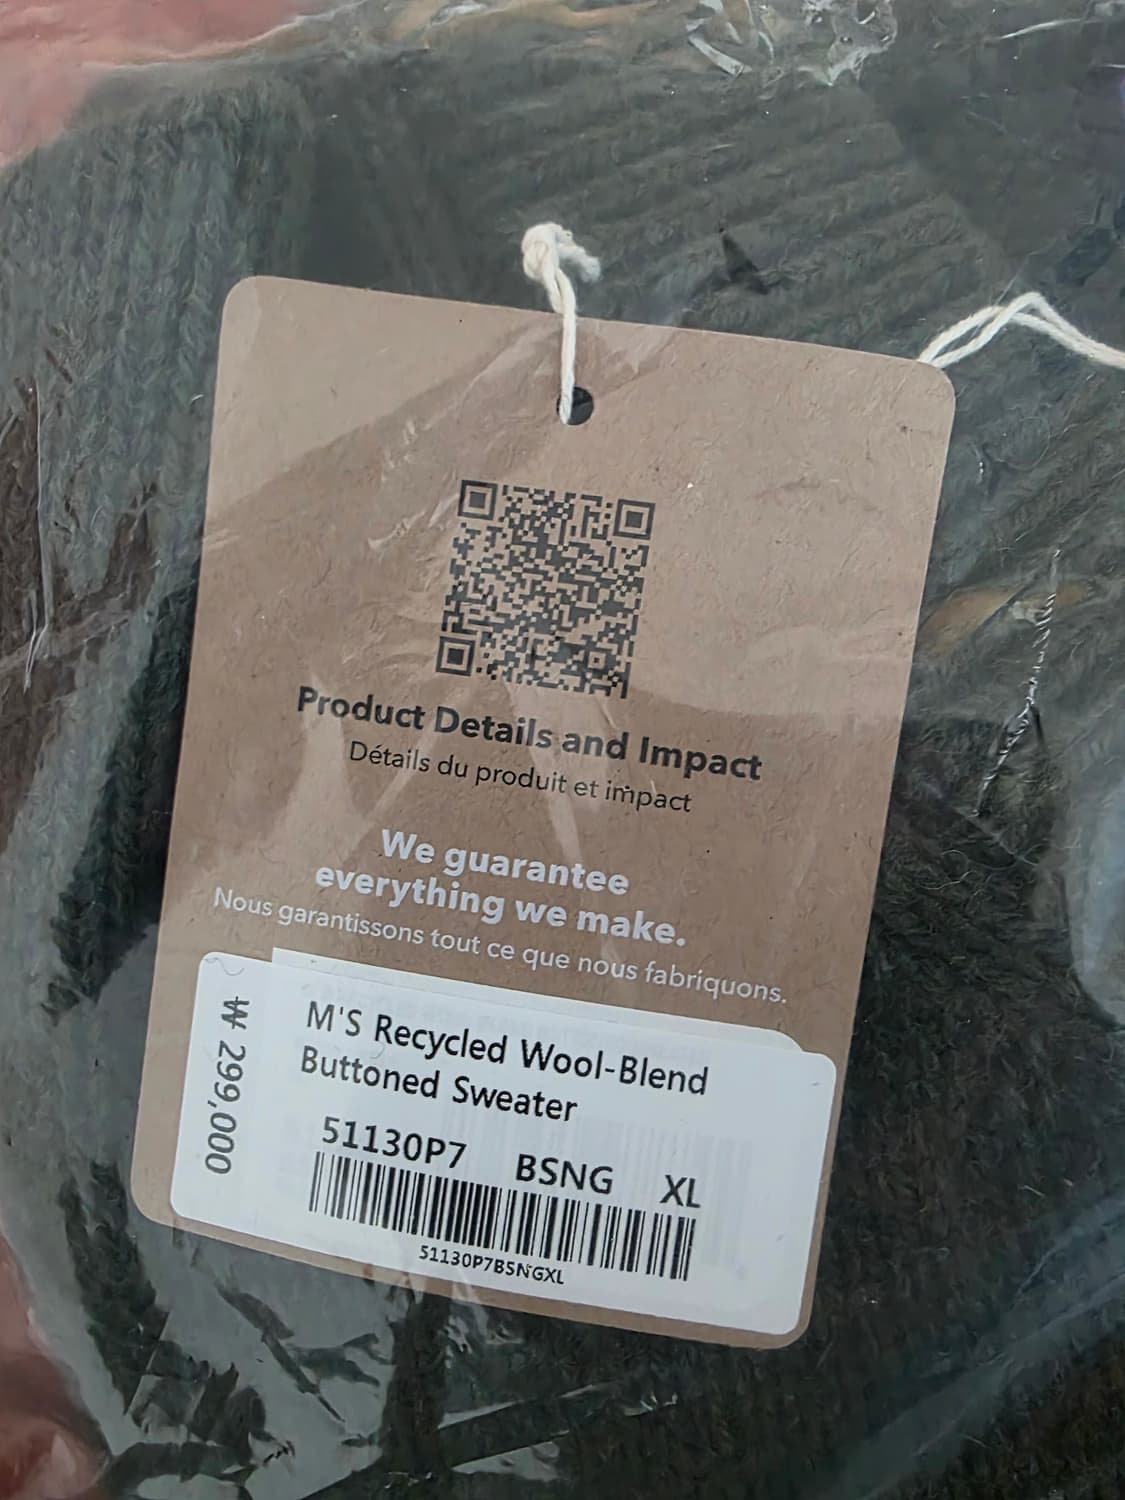 Product Details and Impact
Détails du produit et impact
We guarantee
everything we make.
Nous garantissons tout ce que nous fabriquons.
₩ 299,000
M'S Recycled Wool-Blend
Buttoned Sweater
51130P7 BSNG XL
51130P7BSNGXL